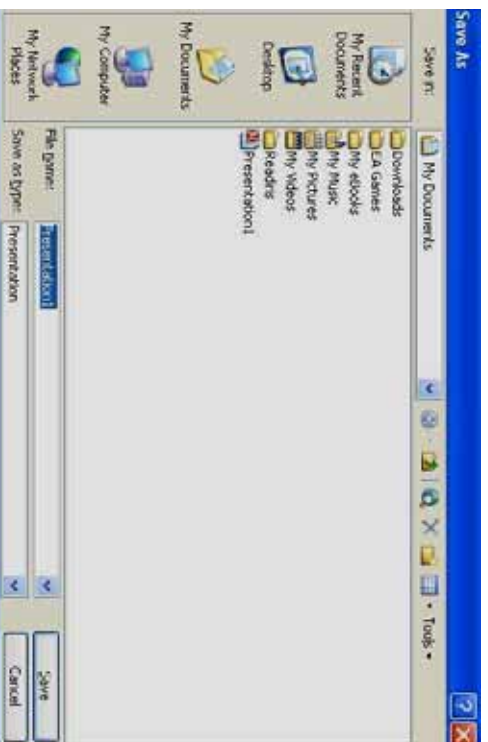 Save As
Save in:
My Documents
Tools
My Recent
Documents
Desktop
My Documents
My Computer
My Network
Places
Downloads
EA Games
My eBooks
My Music
My Pictures
My Videos
Readiris
Presentation1
File name:
Presentation1
Save
Save as type:
Presentation
Cancel